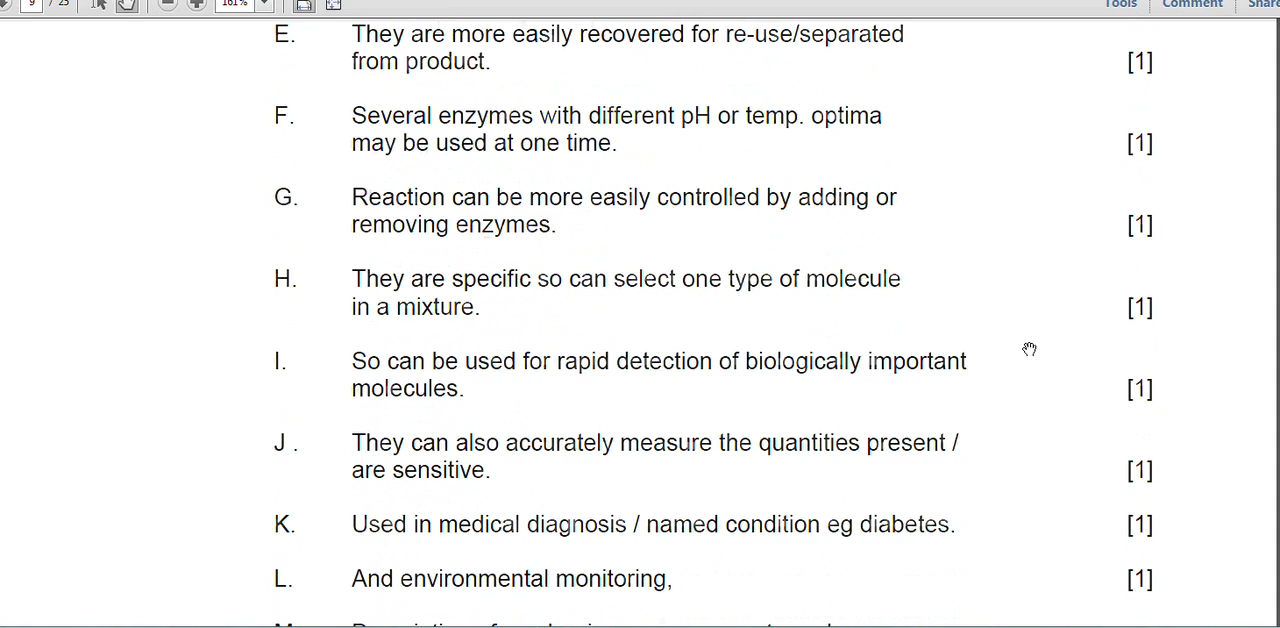 9 / 25 161% Tools Comment Share
E. They are more easily recovered for re-use/separated
from product. [1]
F. Several enzymes with different pH or temp. optima
may be used at one time. [1]
G. Reaction can be more easily controlled by adding or
removing enzymes. [1]
H. They are specific so can select one type of molecule
in a mixture. [1]
I. So can be used for rapid detection of biologically important
molecules. [1]
J . They can also accurately measure the quantities present /
are sensitive. [1]
K. Used in medical diagnosis / named condition eg diabetes. [1]
L. And environmental monitoring, [1]